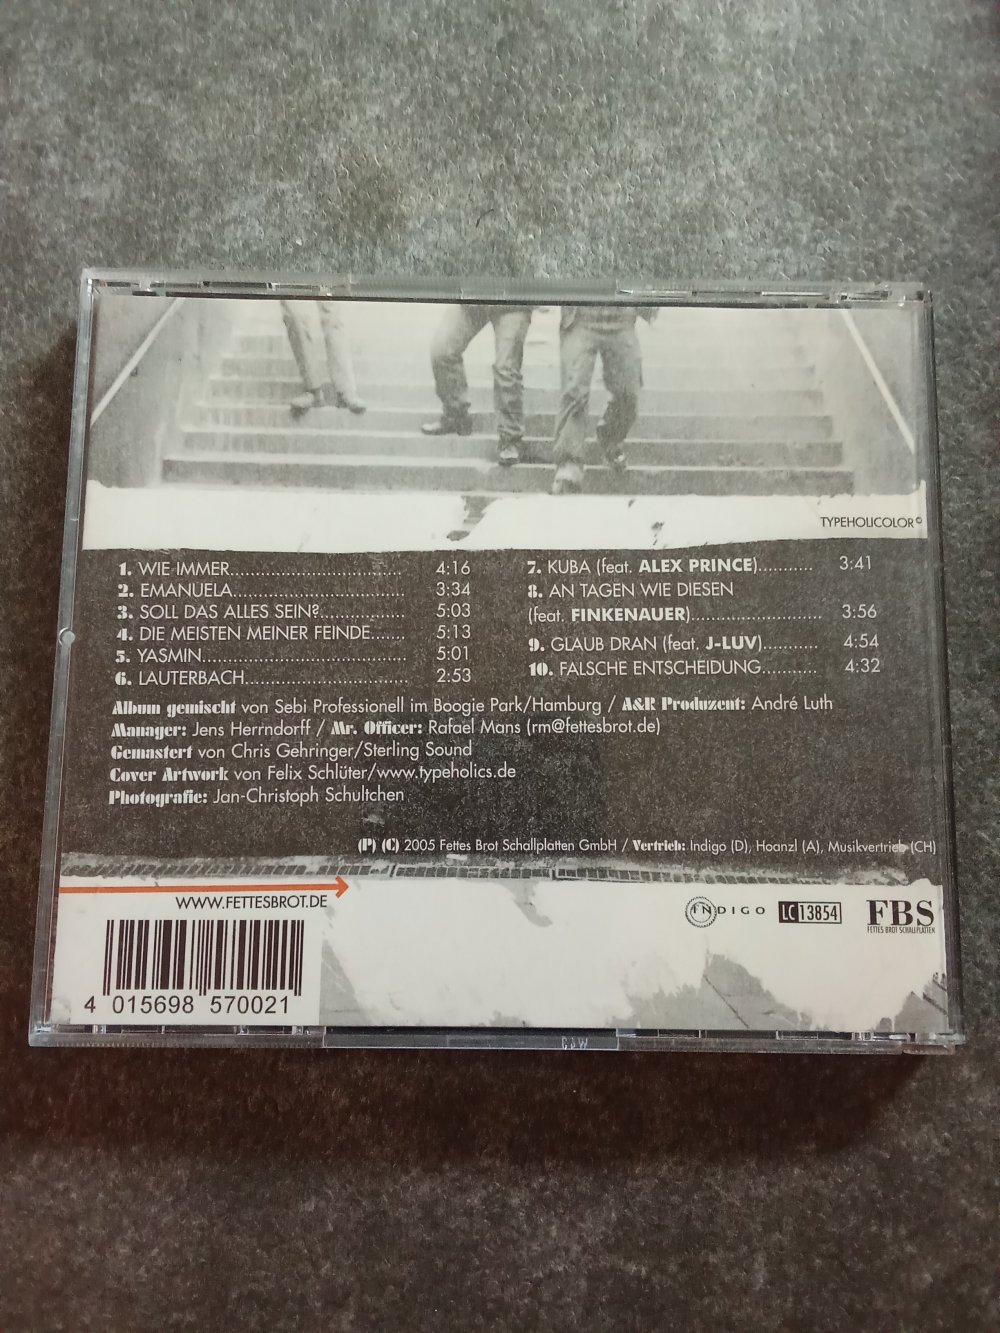 TYPEHOLICOLOR©
1. WIE IMMER.................................. 4:16
2. EMANUELA.................................. 3:34
3. SOLL DAS ALLES SEIN?................. 5:03
4. DIE MEISTEN MEINER FEINDE....... 5:13
5. YASMIN......................................... 5:01
6. LAUTERBACH................................ 2:53
7. KUBA (feat. ALEX PRINCE)........... 3:41
8. AN TAGEN WIE DIESEN
(feat. FINKENAUER).......................... 3:56
9. GLAUB DRAN (feat. J-LUV)........... 4:54
10. FALSCHE ENTSCHEIDUNG........... 4:32
Album gemischt von Sebi Professionell im Boogie Park/Hamburg / A&R Produzent: André Luth
Manager: Jens Herrndorff / Mr. Officer: Rafael Mans (rm@fettesbrot.de)
Gemastert von Chris Gehringer/Sterling Sound
Cover Artwork von Felix Schlüter/www.typeholics.de
Photografie: Jan-Christoph Schultchen
(P) (C) 2005 Fettes Brot Schallplatten GmbH / Vertrieb: Indigo (D), Hoanzl (A), Musikvertrieb (CH)
WWW.FETTESBROT.DE
INDIGO
LC 13854
FBS
FETTES BROT SCHALLPLATTEN
4 015698 570021